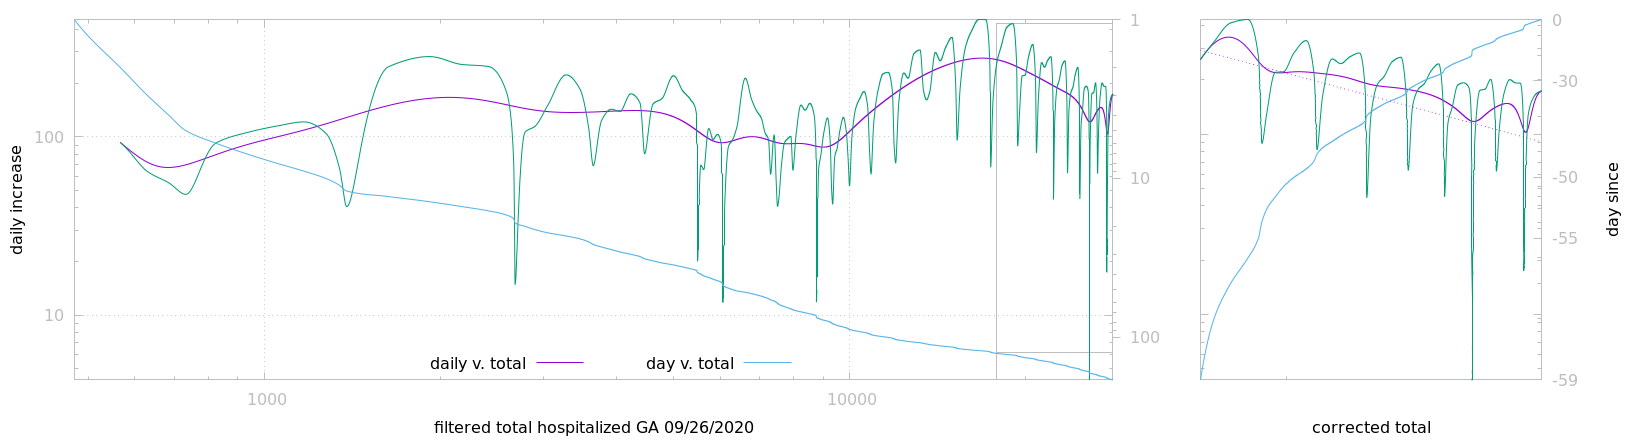 daily increase
100
10
1000
10000
1
10
100
daily v. total
day v. total
filtered total hospitalized GA 09/26/2020
0
-30
-50
-55
-59
day since
corrected total